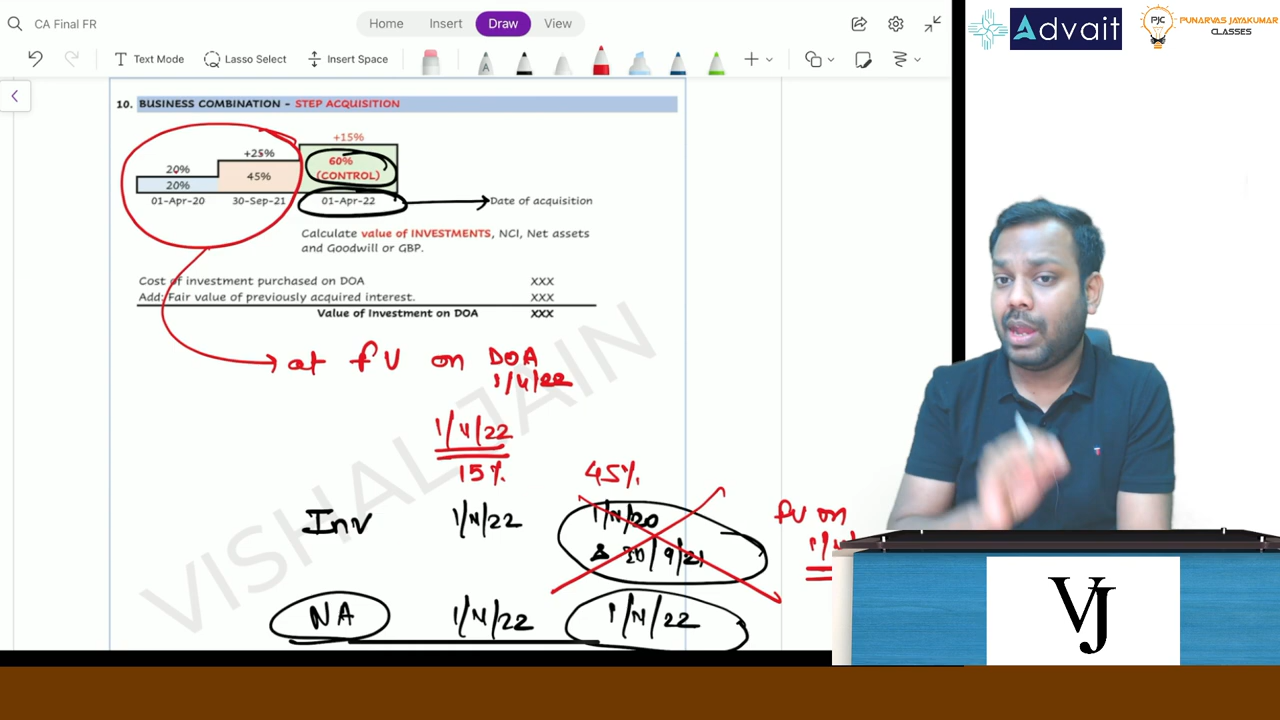 CA Final FR
Home Insert Draw View
Text Mode Lasso Select Insert Space
Advait
PJC PUNARVAS JAYAKUMAR CLASSES
10. BUSINESS COMBINATION - STEP ACQUISITION
+15%
+25%
20%
60%
(CONTROL)
45%
20%
01-Apr-20 30-Sep-21 01-Apr-22 Date of acquisition
Calculate value of INVESTMENTS, NCI, Net assets
and Goodwill or GBP.
Cost of investment purchased on DOA XXX
Add: Fair value of previously acquired interest. XXX
Value of Investment on DOA XXX
at FV on DOA
1/4/22
1/4/22
15% 45%
Inv 1/4/22 1/4/20
& 30/9/21
FV on
NA 1/4/22 1/4/22
VISHAL JAIN
VJ